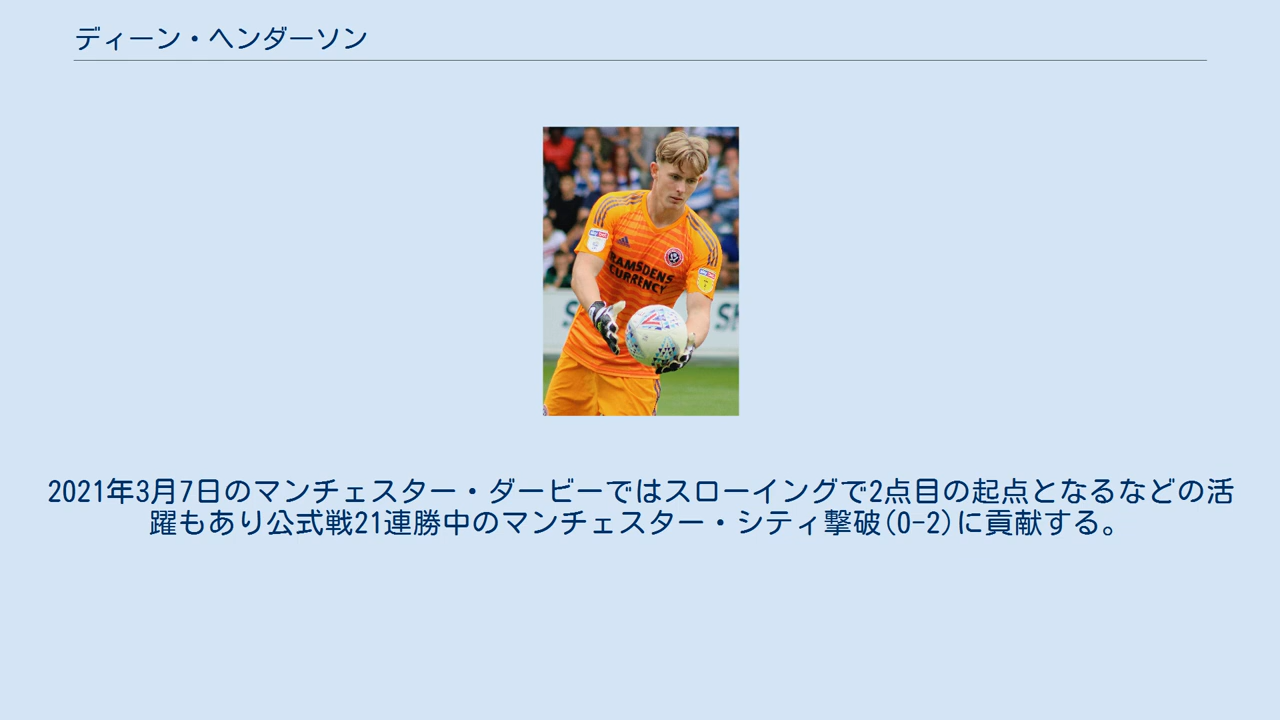 ディーン・ヘンダーソン
RAMSDENS
CURRENCY
2021年3月7日のマンチェスター・ダービーではスローイングで2点目の起点となるなどの活
躍もあり公式戦21連勝中のマンチェスター・シティ撃破(0-2)に貢献する。